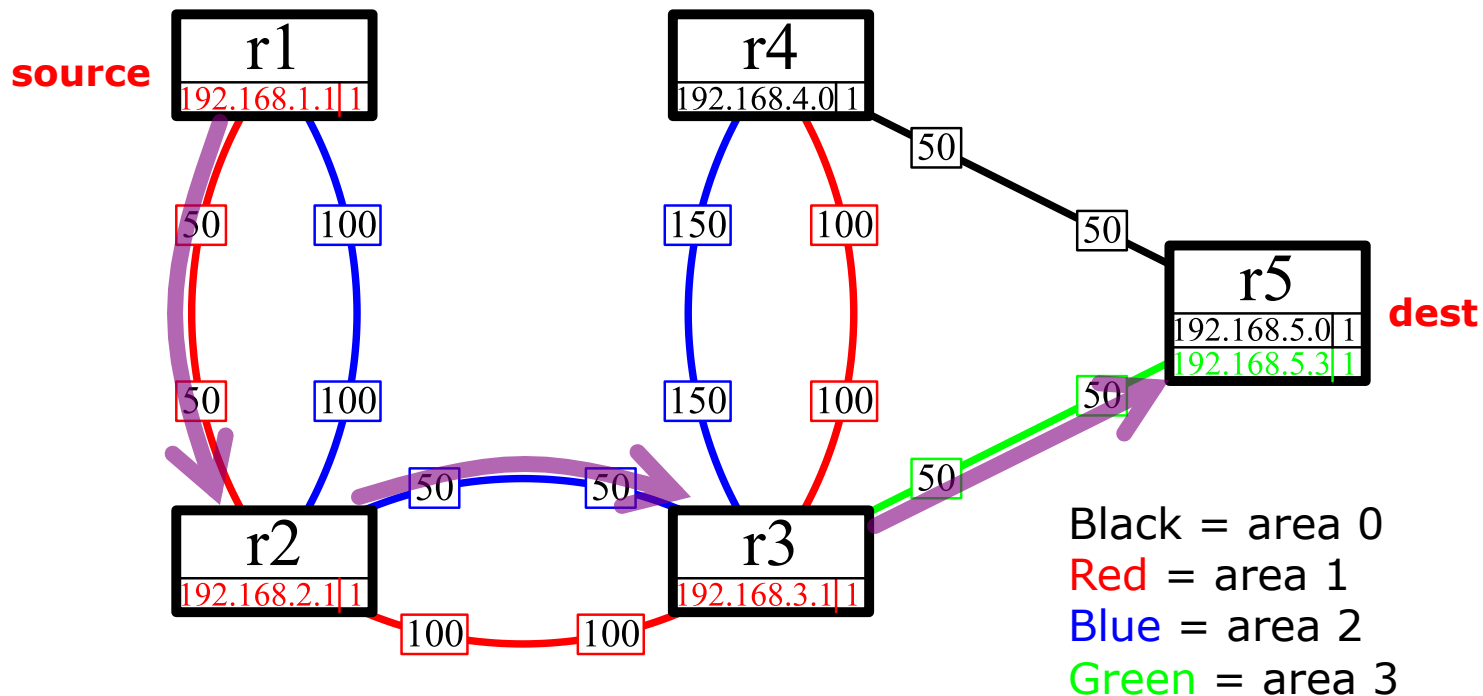 r1
source
192.168.1.1 1
r4
192.168.4.0 1
50
50
100
150
100
50
r5
192.168.5.0 1
dest
192.168.5.3 1
50
100
150
100
50
50
50
50
r2
192.168.2.1 1
r3
192.168.3.1 1
100
100
Black = area 0
Red = area 1
Blue = area 2
Green = area 3